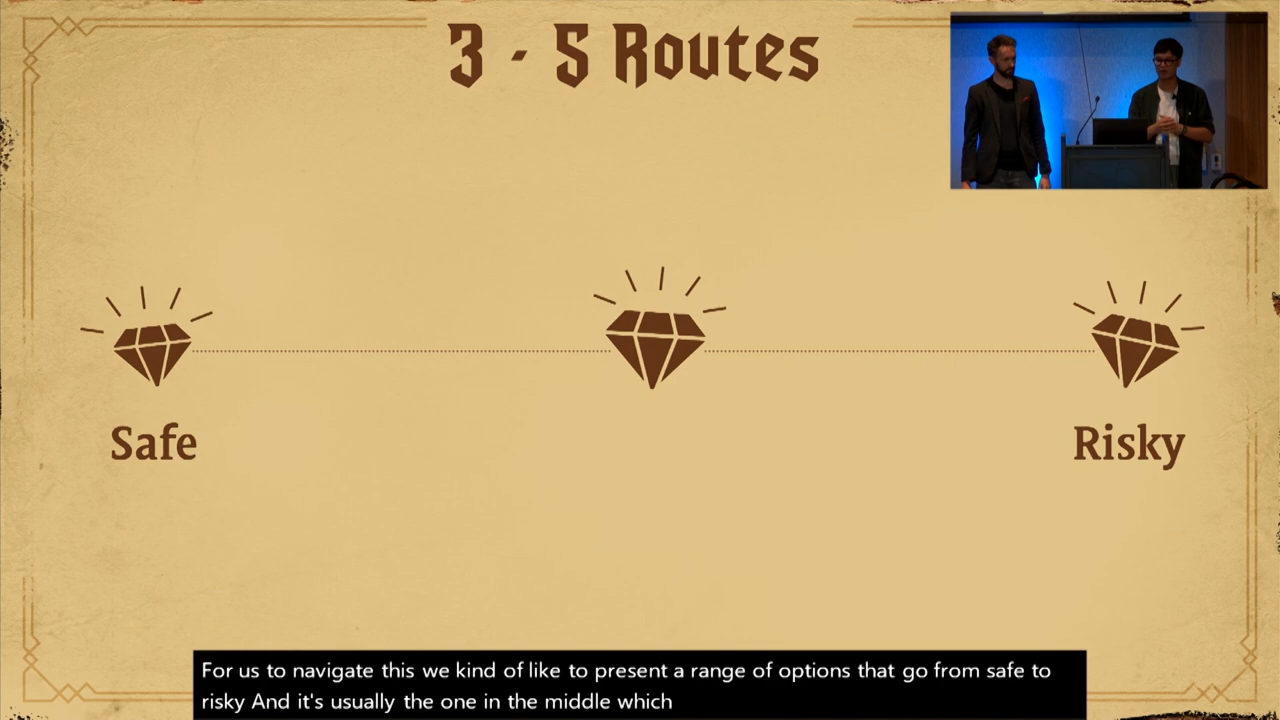 3 - 5 Routes
Safe
Risky
For us to navigate this we kind of like to present a range of options that go from safe to
risky And it's usually the one in the middle which